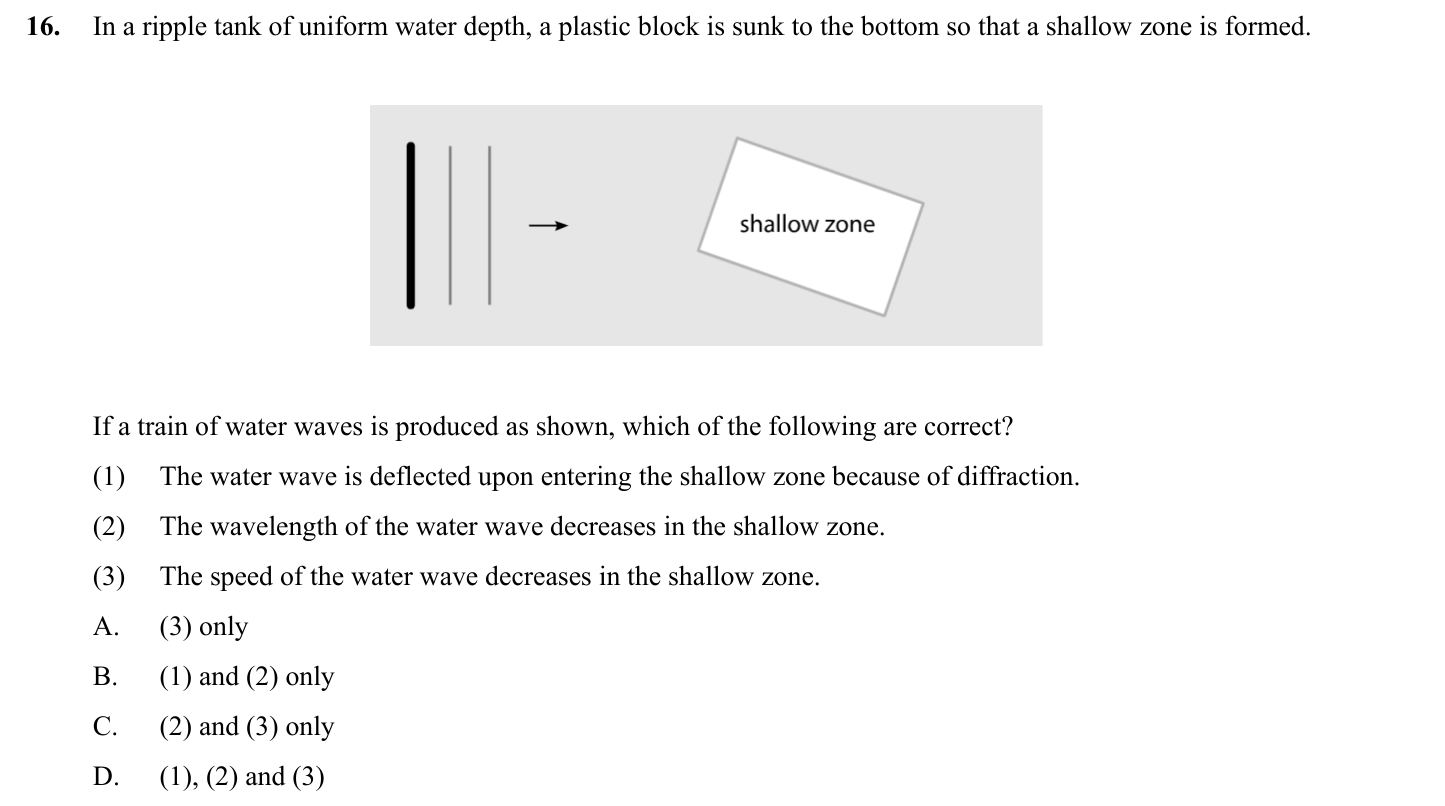 16. In a ripple tank of uniform water depth, a plastic block is sunk to the bottom so that a shallow zone is formed.
shallow zone
If a train of water waves is produced as shown, which of the following are correct?
(1) The water wave is deflected upon entering the shallow zone because of diffraction.
(2) The wavelength of the water wave decreases in the shallow zone.
(3) The speed of the water wave decreases in the shallow zone.
A. (3) only
B. (1) and (2) only
C. (2) and (3) only
D. (1), (2) and (3)